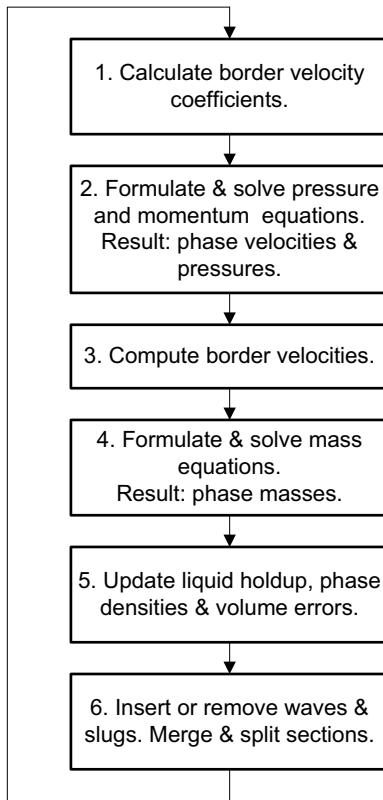 1. Calculate border velocity
coefficients.
2. Formulate & solve pressure
and momentum equations.
Result: phase velocities &
pressures.
3. Compute border velocities.
4. Formulate & solve mass
equations.
Result: phase masses.
5. Update liquid holdup, phase
densities & volume errors.
6. Insert or remove waves &
slugs. Merge & split sections.